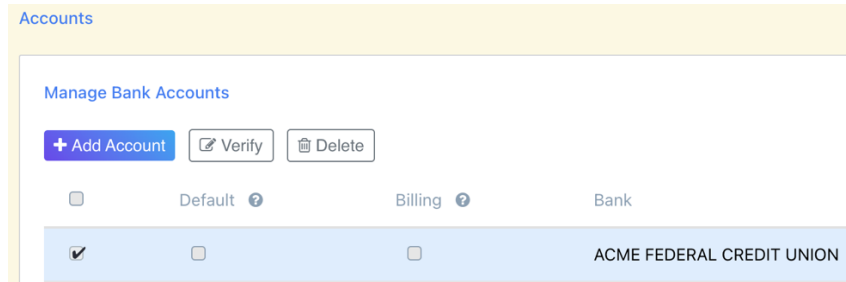 Accounts
Manage Bank Accounts
Add Account Verify Delete
Default Billing Bank
ACME FEDERAL CREDIT UNION